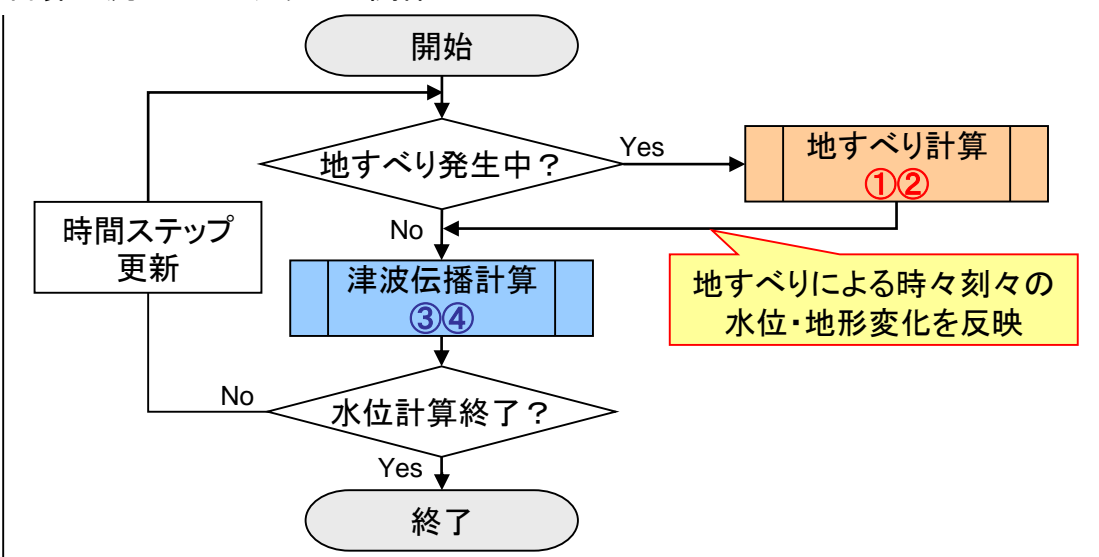 開始
地すべり発生中？
Yes
地すべり計算
①②
No
時間ステップ
更新
津波伝播計算
③④
地すべりによる時々刻々の
水位・地形変化を反映
No
水位計算終了？
Yes
終了